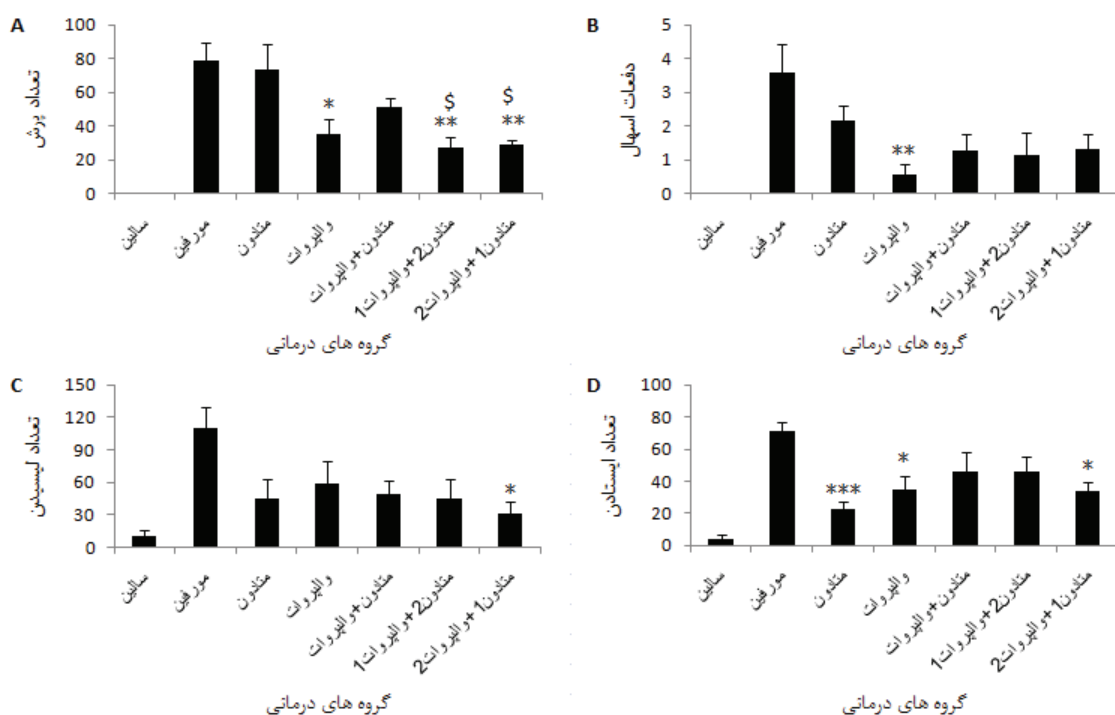 A
تعداد پرش
100
80
60
40
20
0
*
$
**
$
**
سالین
مورفین
متادون
والپروات
متادون+والپروات
متادون2+والپروات1
متادون1+والپروات2
گروه های درمانی
B
دفعات اسهال
5
4
3
2
1
0
**
سالین
مورفین
متادون
والپروات
متادون+والپروات
متادون2+والپروات1
متادون1+والپروات2
گروه های درمانی
C
تعداد لیسیدن
150
120
90
60
30
0
*
سالین
مورفین
متادون
والپروات
متادون+والپروات
متادون2+والپروات1
متادون1+والپروات2
گروه های درمانی
D
تعداد ایستادن
100
80
60
40
20
0
***
*
*
سالین
مورفین
متادون
والپروات
متادون+والپروات
متادون2+والپروات1
متادون1+والپروات2
گروه های درمانی